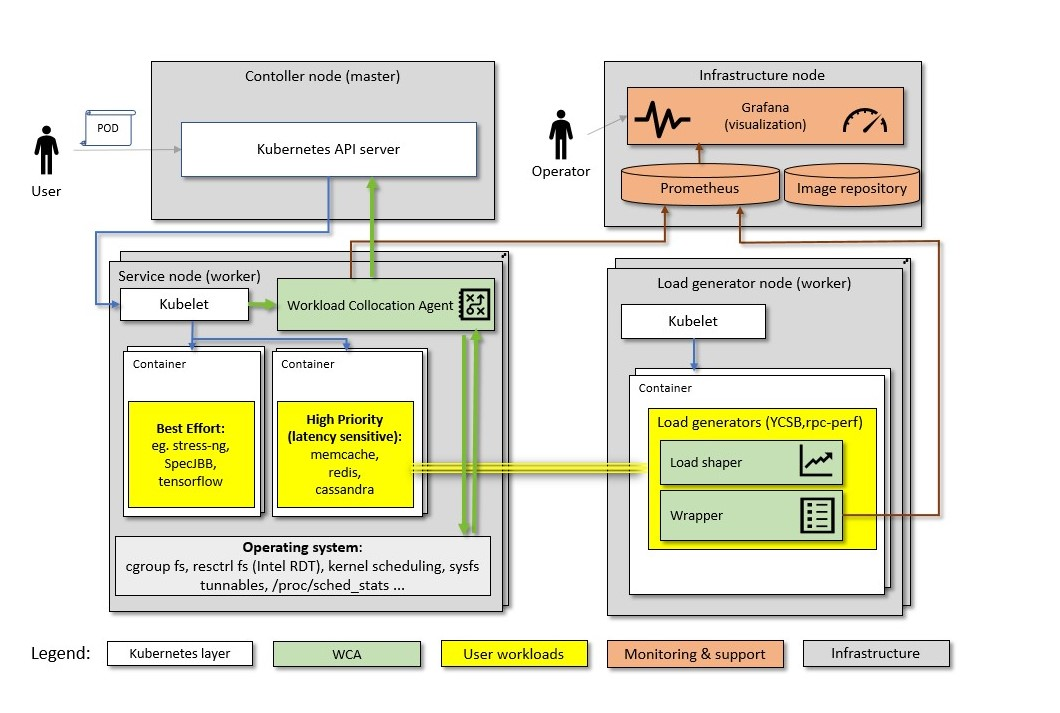 Contoller node (master)
Kubernetes API server
POD
User
Infrastructure node
Grafana
(visualization)
Operator
Prometheus
Image repository
Service node (worker)
Kubelet
Workload Collocation Agent
Container
Best Effort:
eg. stress-ng,
SpecJBB,
tensorflow
Container
High Priority
(latency sensitive):
memcache,
redis,
cassandra
Operating system:
cgroup fs, resctrl fs (Intel RDT), kernel scheduling, sysfs
tunnables, /proc/sched_stats ...
Load generator node (worker)
Kubelet
Container
Load generators (YCSB,rpc-perf)
Load shaper
Wrapper
Legend:
Kubernetes layer
WCA
User workloads
Monitoring & support
Infrastructure